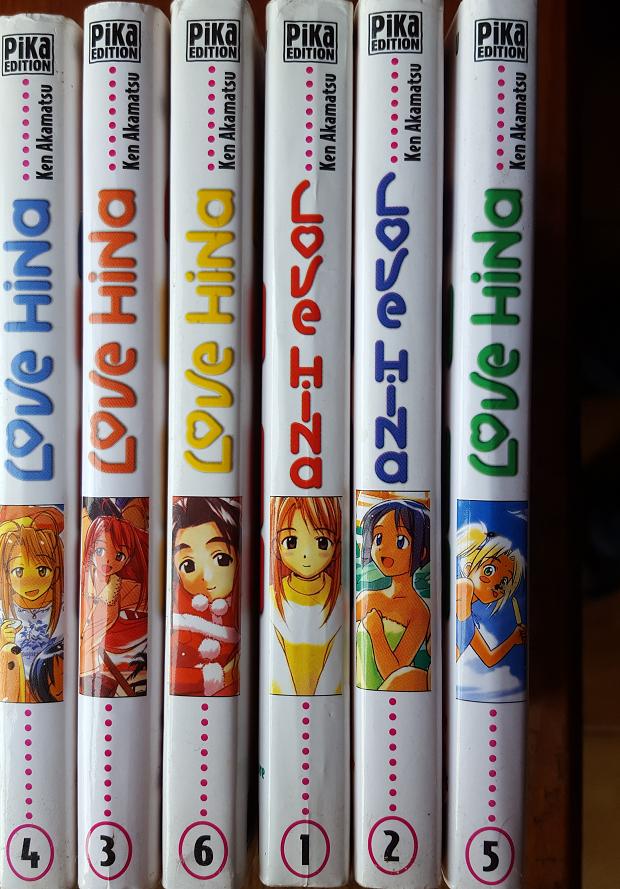 PiKa
EDITION
Ken Akamatsu
LOVE HINA
4
PiKa
EDITION
Ken Akamatsu
LOVE HINA
3
PiKa
EDITION
Ken Akamatsu
LOVE HINA
6
PiKa
EDITION
Ken Akamatsu
LOVE HINA
1
PiKa
EDITION
Ken Akamatsu
LOVE HINA
2
PiKa
EDITION
Ken Akamatsu
LOVE HINA
5